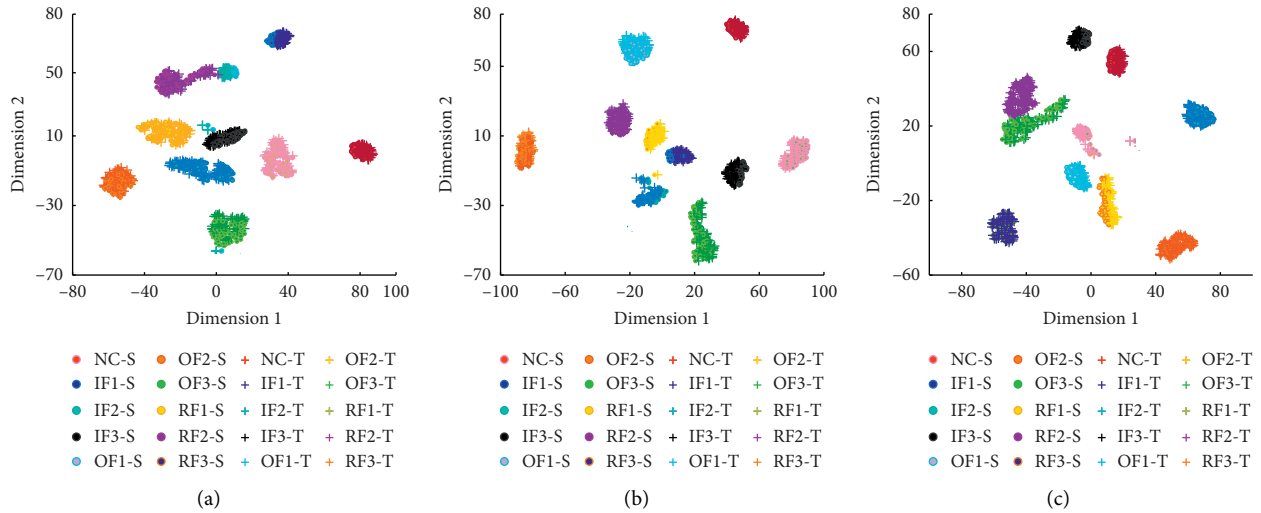 80
50
10
−30
−70
Dimension 2
−80
−40
0
40
80
100
Dimension 1
NC-S OF2-S NC-T OF2-T
IF1-S OF3-S IF1-T OF3-T
IF2-S RF1-S IF2-T RF1-T
IF3-S RF2-S IF3-T RF2-T
OF1-S RF3-S OF1-T RF3-T
(a)
80
50
10
−30
−70
Dimension 2
−100
−60
−20
20
60
100
Dimension 1
NC-S OF2-S NC-T OF2-T
IF1-S OF3-S IF1-T OF3-T
IF2-S RF1-S IF2-T RF1-T
IF3-S RF2-S IF3-T RF2-T
OF1-S RF3-S OF1-T RF3-T
(b)
80
60
20
−20
−60
Dimension 2
−80
−40
0
40
80
Dimension 1
NC-S OF2-S NC-T OF2-T
IF1-S OF3-S IF1-T OF3-T
IF2-S RF1-S IF2-T RF1-T
IF3-S RF2-S IF3-T RF2-T
OF1-S RF3-S OF1-T RF3-T
(c)